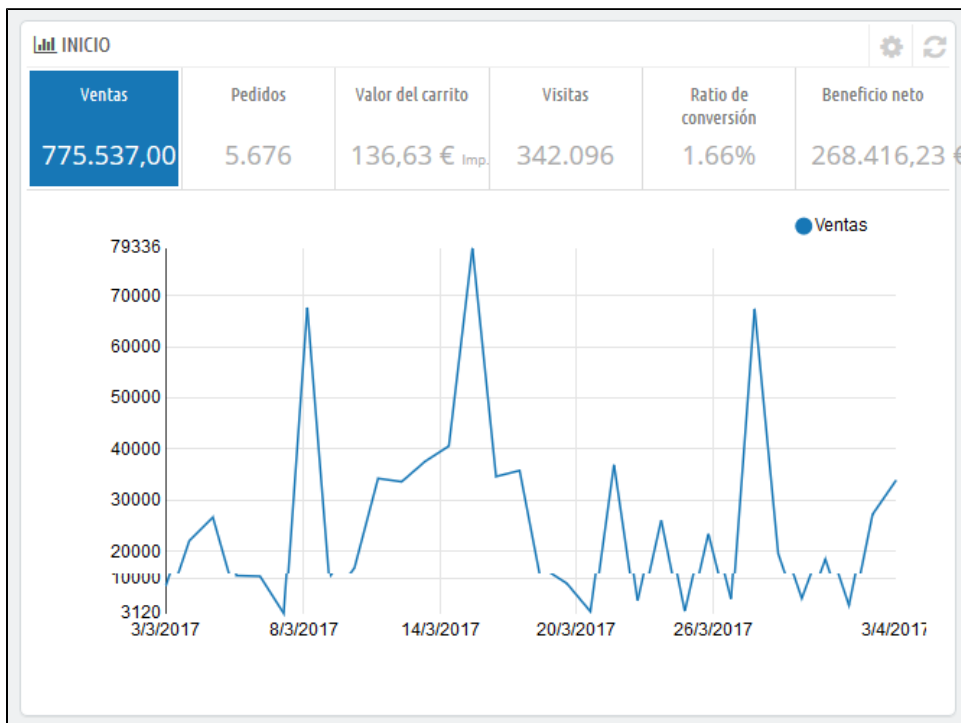 INICIO
Ventas Pedidos Valor del carrito Visitas Ratio de conversión Beneficio neto
775.537,00 5.676 136,63 € Imp. 342.096 1.66% 268.416,23 €
Ventas
79336
70000
60000
50000
40000
30000
20000
10000
3120
3/3/2017 8/3/2017 14/3/2017 20/3/2017 26/3/2017 3/4/2017